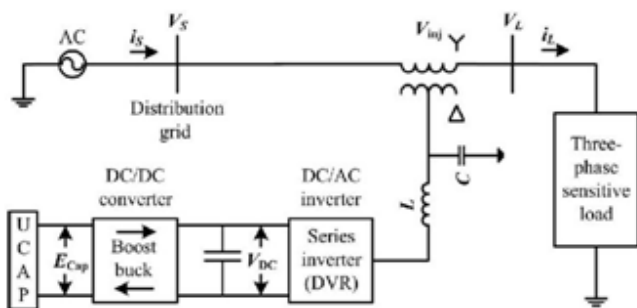 AC
i_S
V_S
V_inj
V_L
i_L
Distribution
grid
Three-
phase
sensitive
load
C
L
DC/DC
converter
DC/AC
inverter
UCAP
E_Cap
Boost
buck
V_DC
Series
inverter
(DVR)